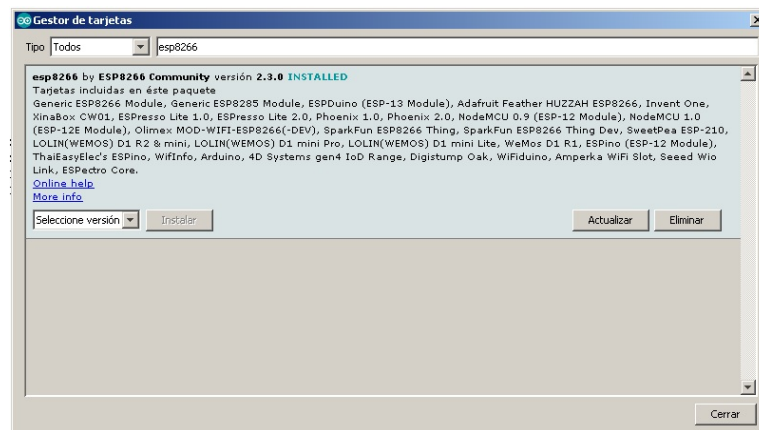 Gestor de tarjetas
Tipo Todos esp8266
esp8266 by ESP8266 Community versión 2.3.0 INSTALLED
Tarjetas incluidas en éste paquete
Generic ESP8266 Module, Generic ESP8285 Module, ESPDuino (ESP-13 Module), Adafruit Feather HUZZAH ESP8266, Invent One,
XinaBox CW01, ESPresso Lite 1.0, ESPresso Lite 2.0, Phoenix 1.0, Phoenix 2.0, NodeMCU 0.9 (ESP-12 Module), NodeMCU 1.0
(ESP-12E Module), Olimex MOD-WIFI-ESP8266(-DEV), SparkFun ESP8266 Thing, SparkFun ESP8266 Thing Dev, SweetPea ESP-210,
LOLIN(WEMOS) D1 R2 & mini, LOLIN(WEMOS) D1 mini Pro, LOLIN(WEMOS) D1 mini Lite, WeMos D1 R1, ESPino (ESP-12 Module),
ThaiEasyElec's ESPino, WifInfo, Arduino, 4D Systems gen4 IoD Range, Digistump Oak, WiFiduino, Amperka WiFi Slot, Seeed Wio
Link, ESPectro Core.
Online help
More info
Seleccione versión Instalar Actualizar Eliminar
Cerrar